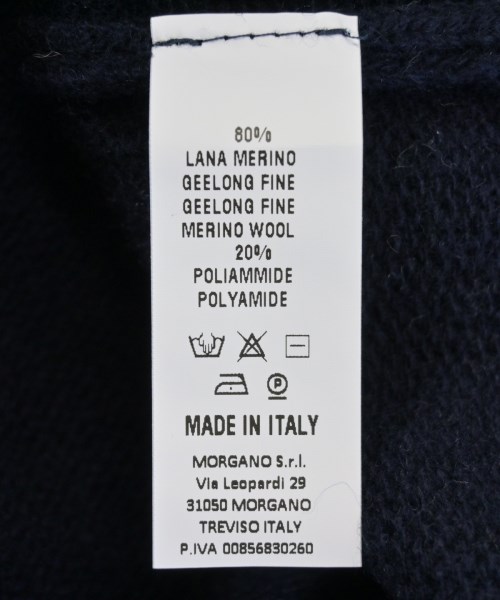 80%
LANA MERINO
GEELONG FINE
GEELONG FINE
MERINO WOOL
20%
POLIAMMIDE
POLYAMIDE
P
MADE IN ITALY
MORGANO S.r.l.
Via Leopardi 29
31050 MORGANO
TREVISO ITALY
P.IVA 00856830260